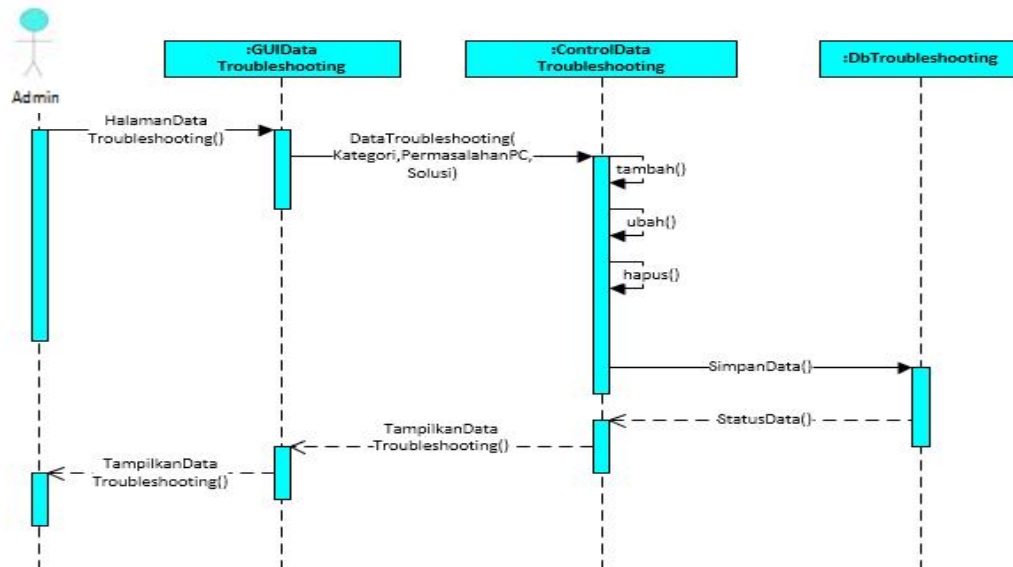 :GUIData
Troubleshooting
:ControlData
Troubleshooting
:DbTroubleshooting
Admin
HalamanData
Troubleshooting()
DataTroubleshooting(
Kategori,PermasalahanPC,
Solusi)
tambah()
ubah()
hapus()
SimpanData()
StatusData()
TampilkanData
Troubleshooting()
TampilkanData
Troubleshooting()